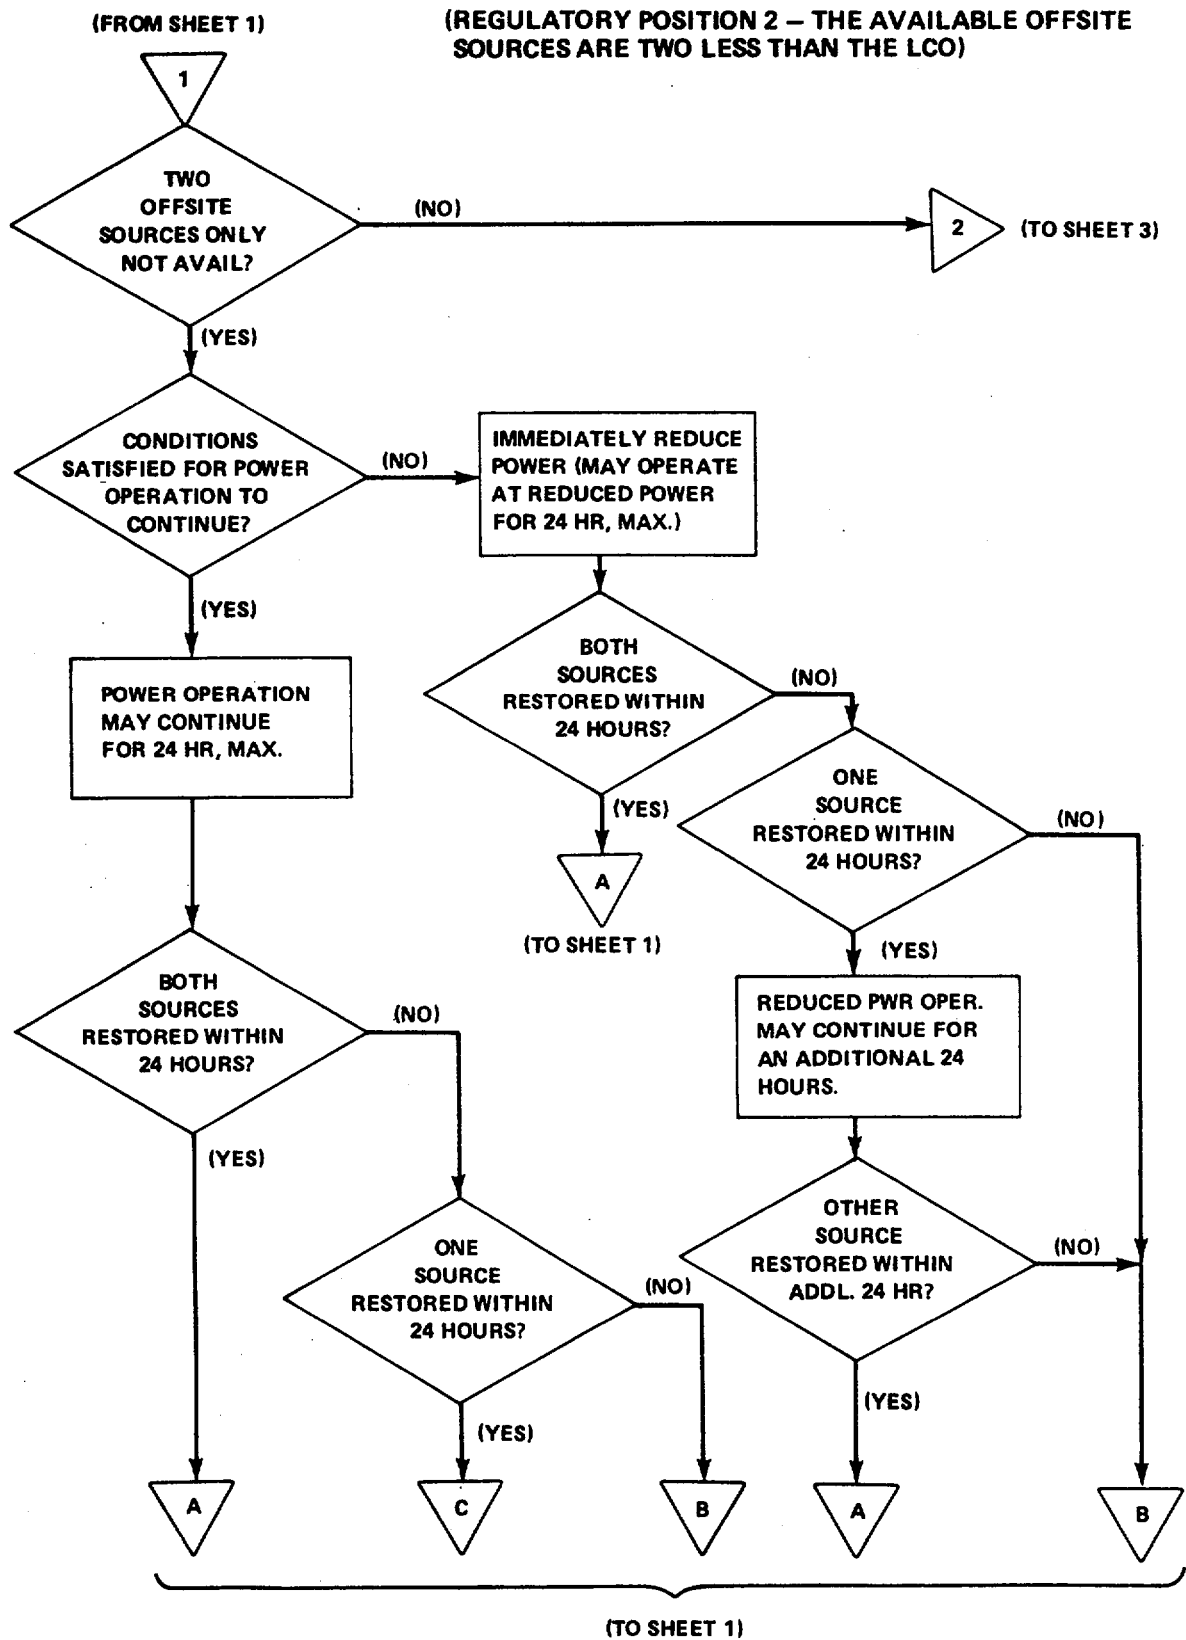 (FROM SHEET 1)
(REGULATORY POSITION 2 – THE AVAILABLE OFFSITE
SOURCES ARE TWO LESS THAN THE LCO)
1
TWO
OFFSITE
SOURCES ONLY
NOT AVAIL?
(NO)
2
(TO SHEET 3)
(YES)
CONDITIONS
SATISFIED FOR POWER
OPERATION TO
CONTINUE?
(NO)
IMMEDIATELY REDUCE
POWER (MAY OPERATE
AT REDUCED POWER
FOR 24 HR, MAX.)
(YES)
POWER OPERATION
MAY CONTINUE
FOR 24 HR, MAX.
BOTH
SOURCES
RESTORED WITHIN
24 HOURS?
(NO)
(YES)
A
(TO SHEET 1)
ONE
SOURCE
RESTORED WITHIN
24 HOURS?
(NO)
(YES)
REDUCED PWR OPER.
MAY CONTINUE FOR
AN ADDITIONAL 24
HOURS.
BOTH
SOURCES
RESTORED WITHIN
24 HOURS?
(NO)
(YES)
ONE
SOURCE
RESTORED WITHIN
24 HOURS?
(NO)
(YES)
OTHER
SOURCE
RESTORED WITHIN
ADDL. 24 HR?
(NO)
(YES)
A
C
B
A
B
(TO SHEET 1)